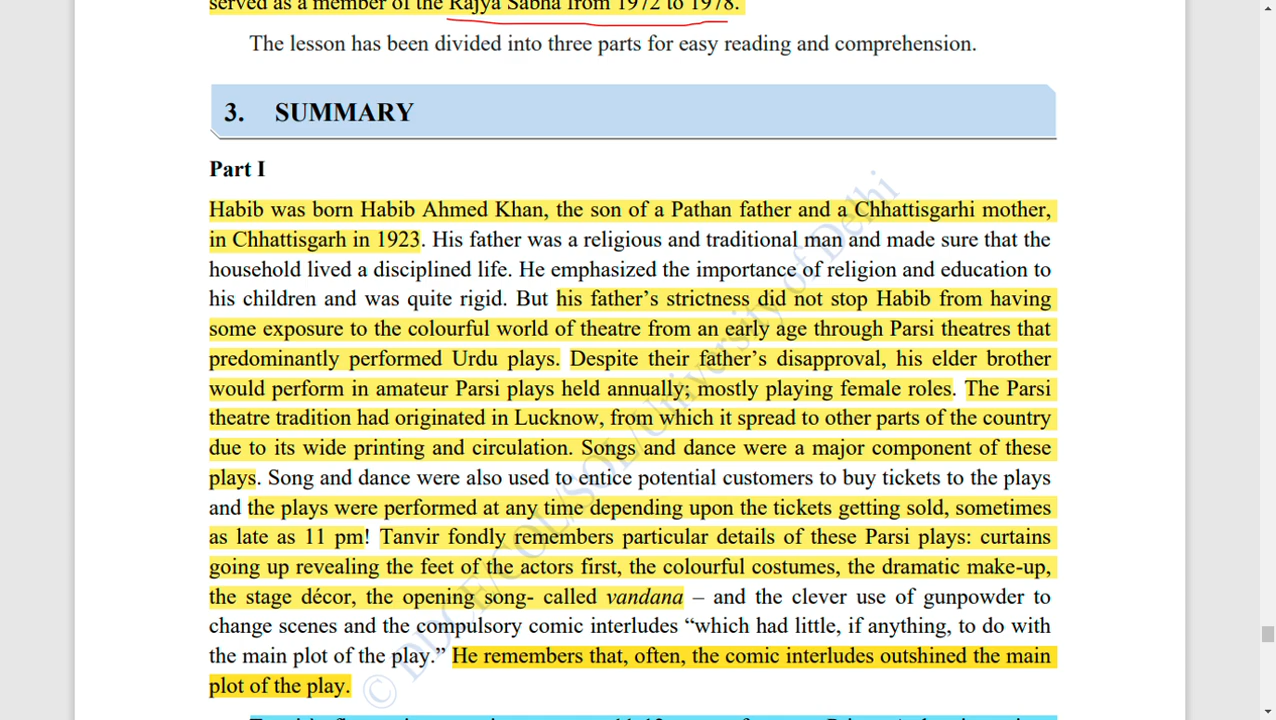 served as a member of the Rajya Sabha from 1972 to 1978.
The lesson has been divided into three parts for easy reading and comprehension.
3. SUMMARY
Part I
Habib was born Habib Ahmed Khan, the son of a Pathan father and a Chhattisgarhi mother,
in Chhattisgarh in 1923. His father was a religious and traditional man and made sure that the
household lived a disciplined life. He emphasized the importance of religion and education to
his children and was quite rigid. But his father's strictness did not stop Habib from having
some exposure to the colourful world of theatre from an early age through Parsi theatres that
predominantly performed Urdu plays. Despite their father's disapproval, his elder brother
would perform in amateur Parsi plays held annually; mostly playing female roles. The Parsi
theatre tradition had originated in Lucknow, from which it spread to other parts of the country
due to its wide printing and circulation. Songs and dance were a major component of these
plays. Song and dance were also used to entice potential customers to buy tickets to the plays
and the plays were performed at any time depending upon the tickets getting sold, sometimes
as late as 11 pm! Tanvir fondly remembers particular details of these Parsi plays: curtains
going up revealing the feet of the actors first, the colourful costumes, the dramatic make-up,
the stage décor, the opening song- called vandana – and the clever use of gunpowder to
change scenes and the compulsory comic interludes “which had little, if anything, to do with
the main plot of the play.” He remembers that, often, the comic interludes outshined the main
plot of the play.
© DDCE/COL/SOL/University of Delhi